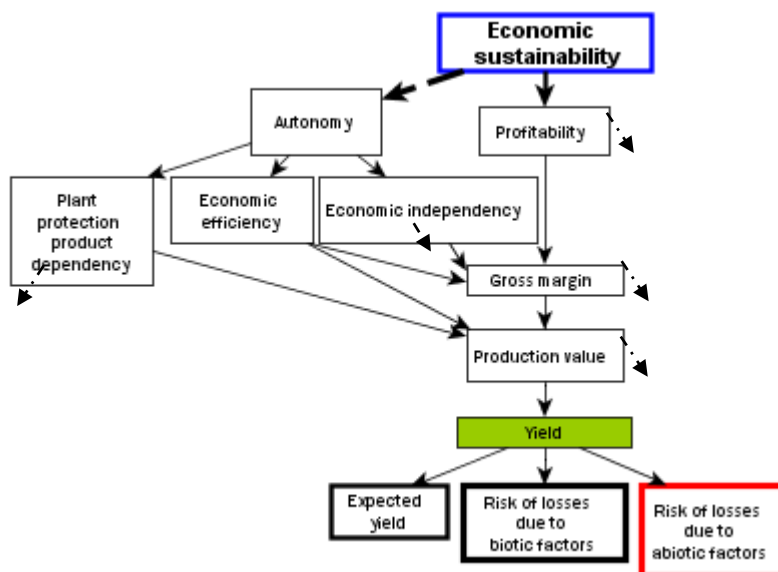 Economic
sustainability
Autonomy
Profitability
Plant
protection
product
dependency
Economic
efficiency
Economic independency
Gross margin
Production value
Yield
Expected
yield
Risk of losses
due to
biotic factors
Risk of losses
due to
abiotic factors